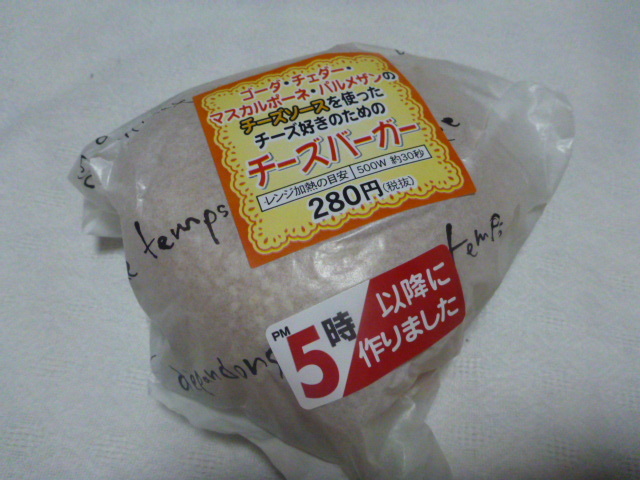 ゴーダ・チェダー・
マスカルポーネ・パルメザンの
チーズソースを使った
チーズ好きのための
チーズバーガー
レンジ加熱の目安 500W 約30秒
280円(税抜)
temps
temps
PM 5時 以降に
作りました